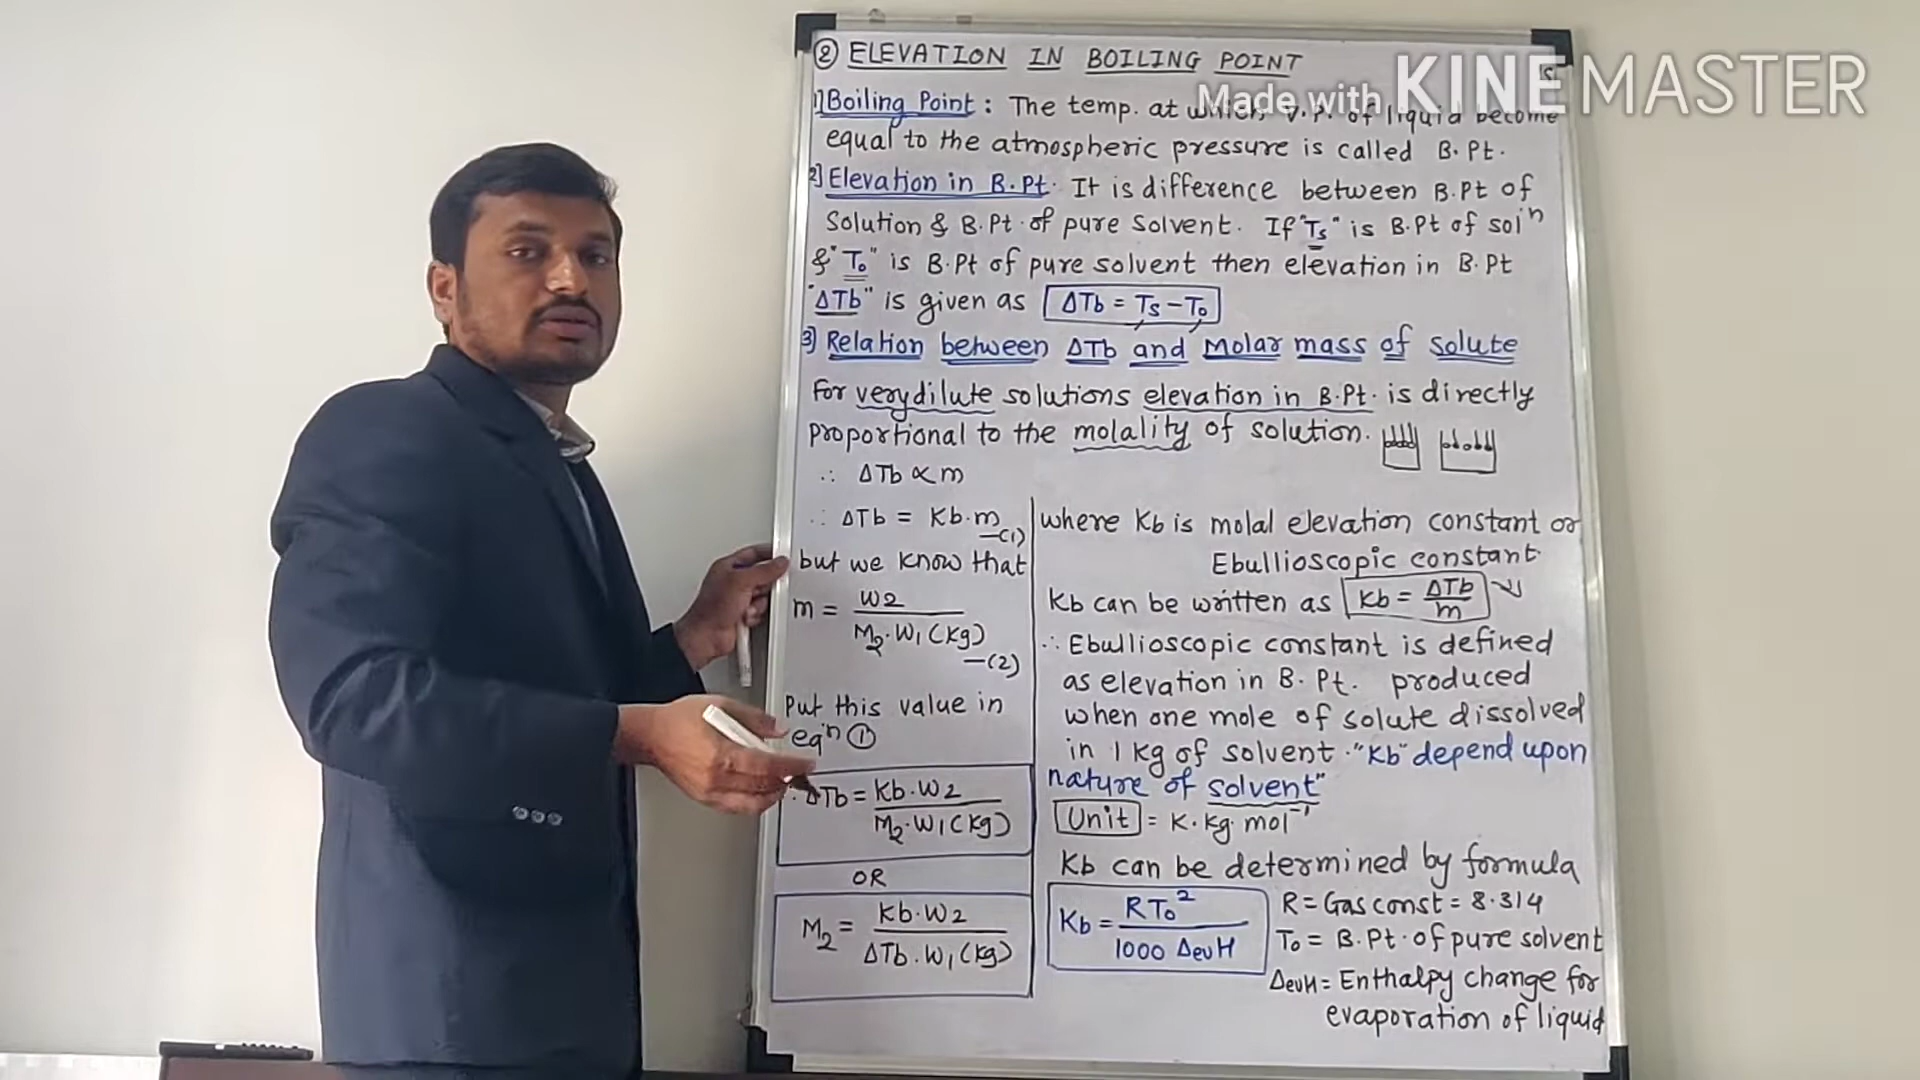 ② ELEVATION IN BOILING POINT
Made with KINEMASTER
1] Boiling Point : The temp. at which V.P. of liquid become
equal to the atmospheric pressure is called B.Pt.
2] Elevation in B.Pt. It is difference between B.Pt of
Solution & B.Pt. of pure solvent. If "Ts" is B.Pt of solⁿ
& "To" is B.Pt of pure solvent then elevation in B.Pt
"ΔTb" is given as ΔTb = Ts - To
3] Relation between ΔTb and Molar mass of solute
For very dilute solutions elevation in B.Pt. is directly
proportional to the molality of solution.
∴ ΔTb ∝ m
∴ ΔTb = Kb.m —(1)
but we know that
m = W2 / M2.W1(Kg) —(2)
Put this value in
eqⁿ ①
∴ ΔTb = Kb.W2 / M2.W1(Kg)
OR
M2 = Kb.W2 / ΔTb.W1(Kg)
where Kb is molal elevation constant or
Ebullioscopic constant
Kb can be written as Kb = ΔTb / m
∴ Ebullioscopic constant is defined
as elevation in B.Pt. produced
when one mole of solute dissolved
in 1 kg of solvent. "Kb" depend upon
nature of solvent"
Unit = K.Kg.mol⁻¹
Kb can be determined by formula
Kb = RTo² / 1000 ΔevH
R = Gas const = 8.314
To = B.Pt. of pure solvent
ΔevH = Enthalpy change for
evaporation of liquid